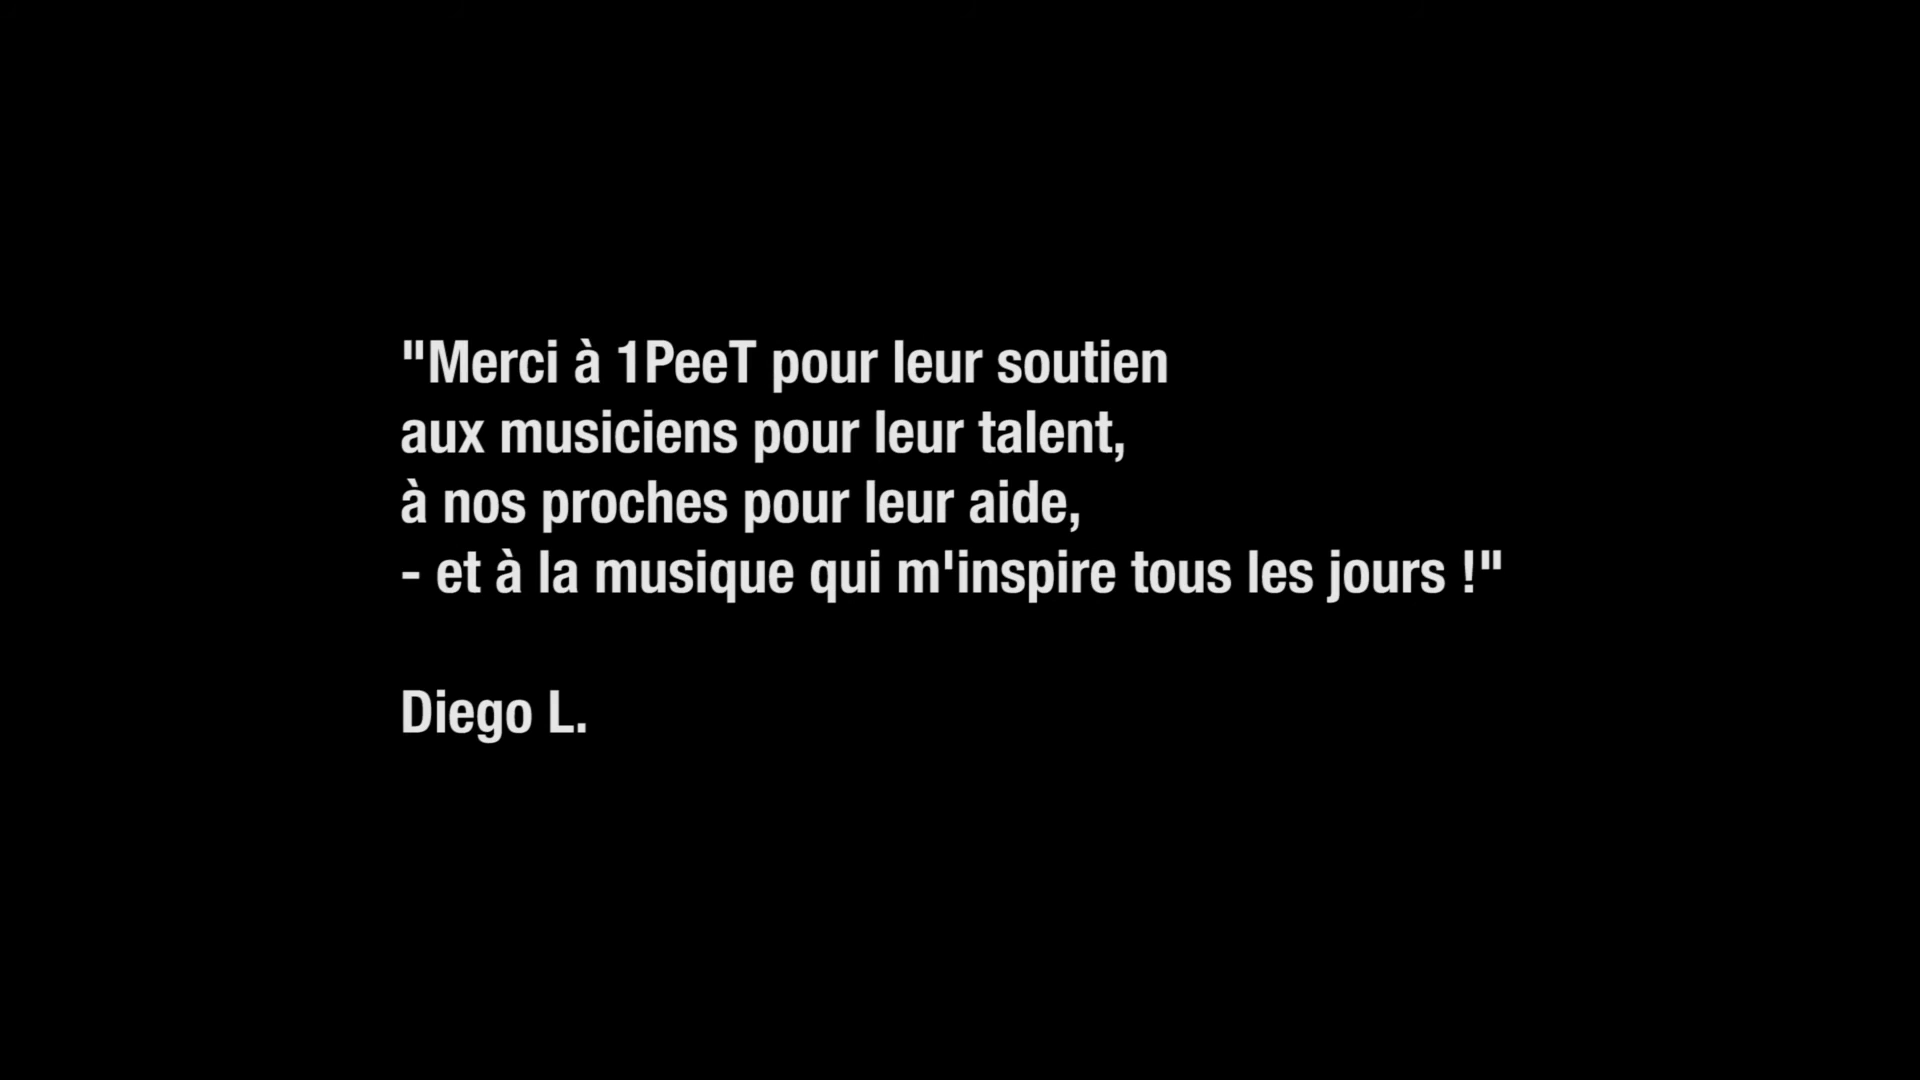 "Merci à 1PeeT pour leur soutien
aux musiciens pour leur talent,
à nos proches pour leur aide,
- et à la musique qui m'inspire tous les jours !"
Diego L.